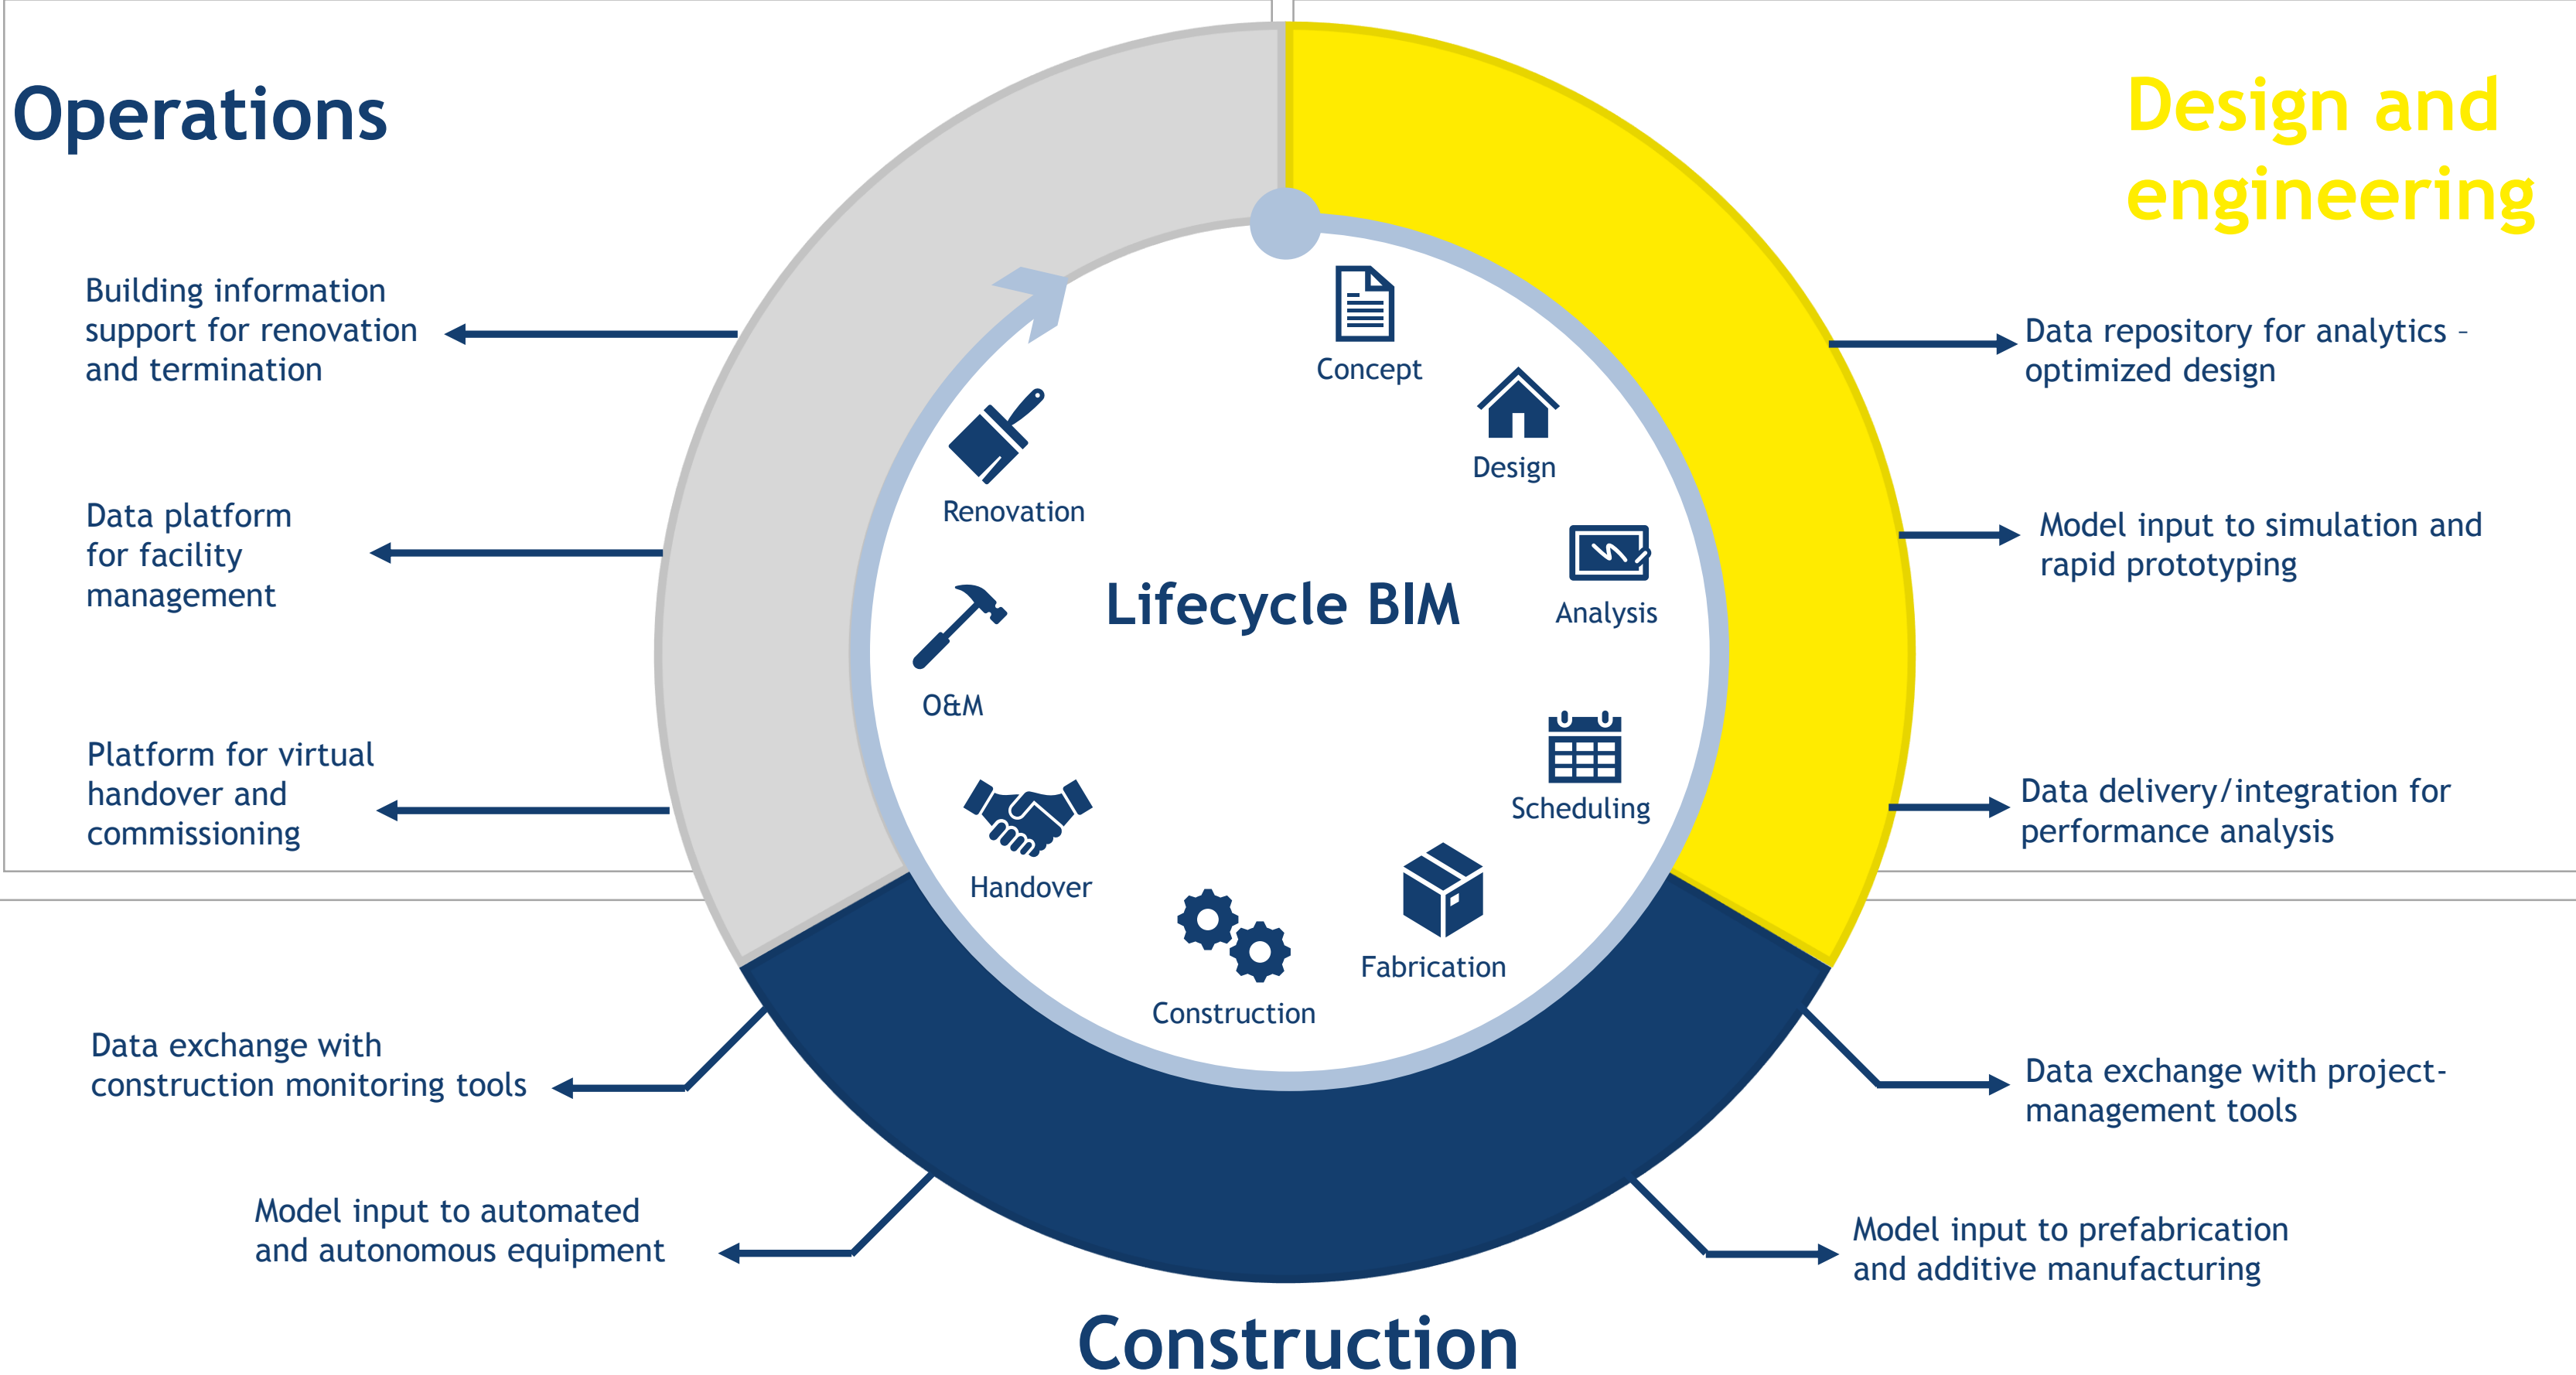 Operations
Design and
engineering
Building information
support for renovation
and termination
Data platform
for facility
management
Platform for virtual
handover and
commissioning
Concept
Design
Analysis
Scheduling
Fabrication
Construction
Handover
O&M
Renovation
Lifecycle BIM
Data repository for analytics –
optimized design
Model input to simulation and
rapid prototyping
Data delivery/integration for
performance analysis
Data exchange with
construction monitoring tools
Model input to automated
and autonomous equipment
Data exchange with project-
management tools
Model input to prefabrication
and additive manufacturing
Construction